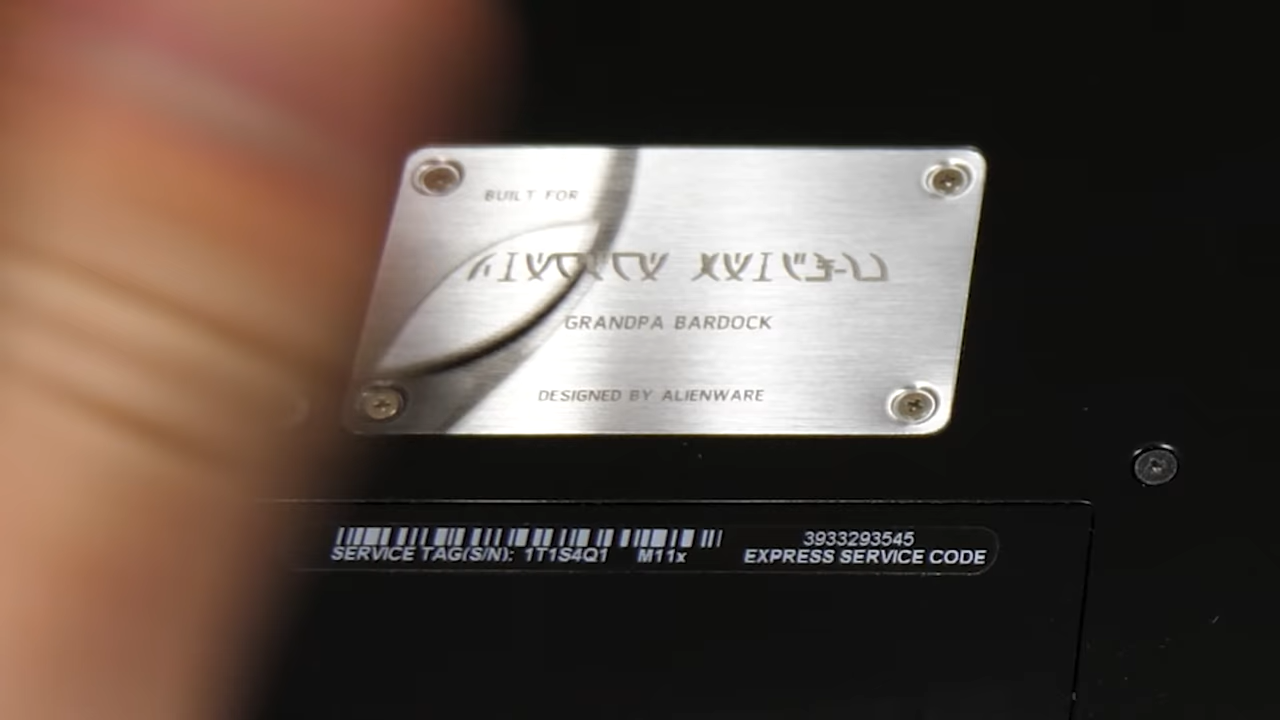 BUILT FOR
GRANDPA BARDOCK
DESIGNED BY ALIENWARE
3933293545
SERVICE TAG(S/N): 1T1S4Q1 M11x EXPRESS SERVICE CODE